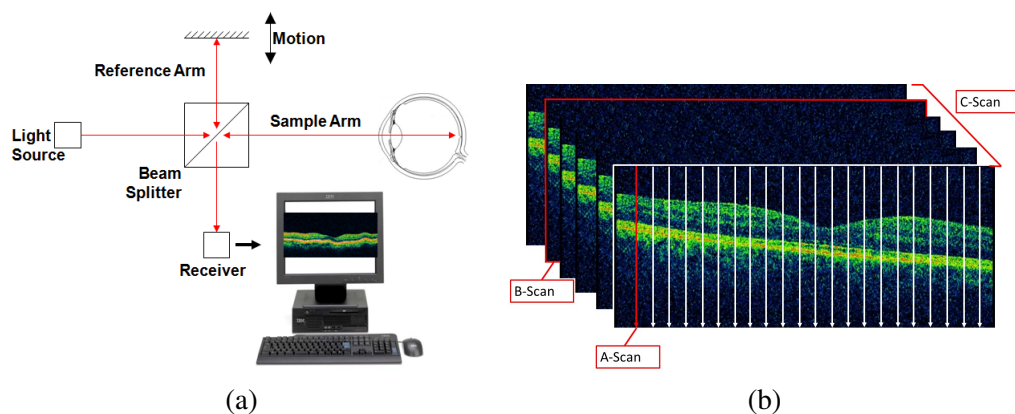 Motion
Reference Arm
Light
Source
Sample Arm
Beam
Splitter
Receiver
IBM
(a)
C-Scan
B-Scan
A-Scan
(b)